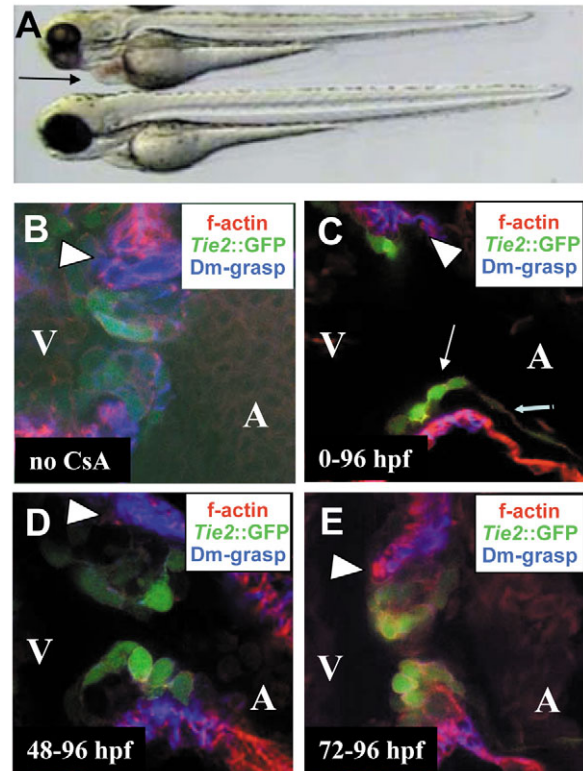 A
B
f-actin
Tie2::GFP
Dm-grasp
V
A
no CsA
C
f-actin
Tie2::GFP
Dm-grasp
V
A
0-96 hpf
D
f-actin
Tie2::GFP
Dm-grasp
V
A
48-96 hpf
E
f-actin
Tie2::GFP
Dm-grasp
V
A
72-96 hpf